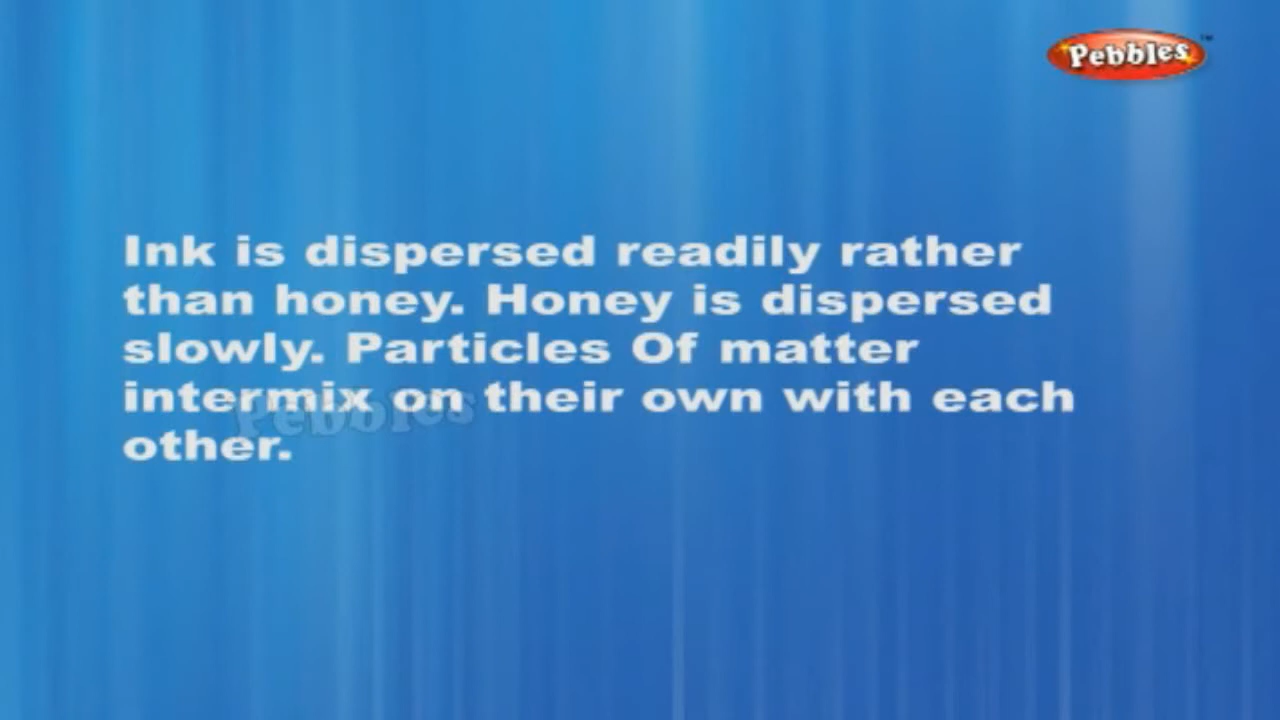 Pebbles™
Ink is dispersed readily rather
than honey. Honey is dispersed
slowly. Particles Of matter
intermix on their own with each
other.
Pebbles